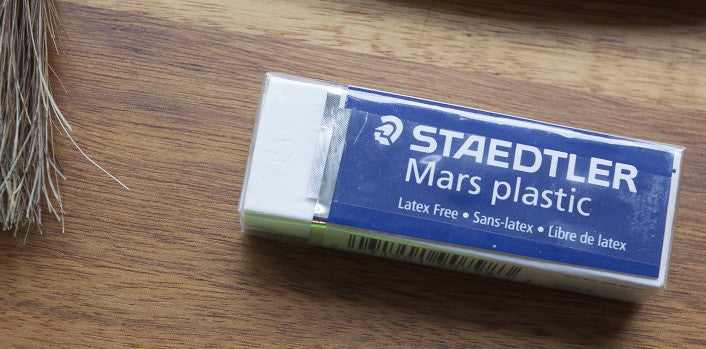 STAEDTLER
Mars plastic
Latex Free • Sans-latex • Libre de latex